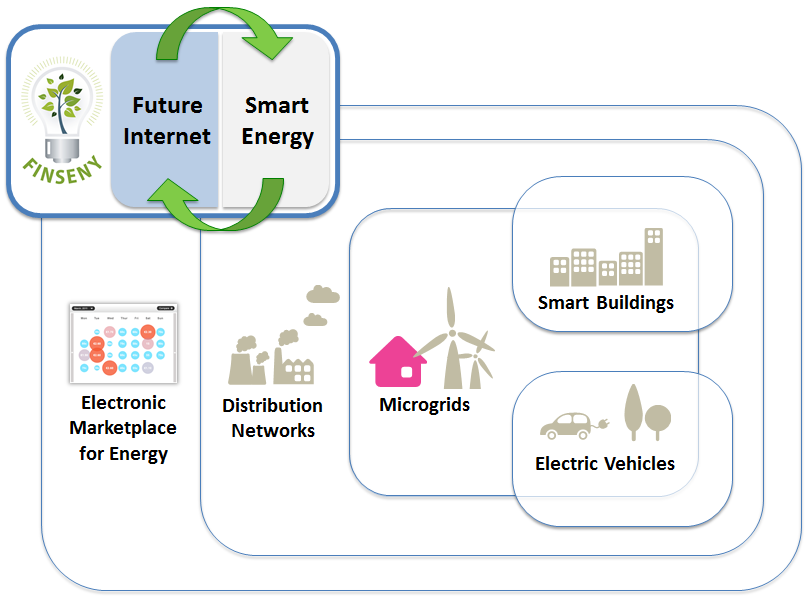 Future
Internet
Smart
Energy
FINSENY
Smart Buildings
Electronic
Marketplace
for Energy
Distribution
Networks
Microgrids
Electric Vehicles